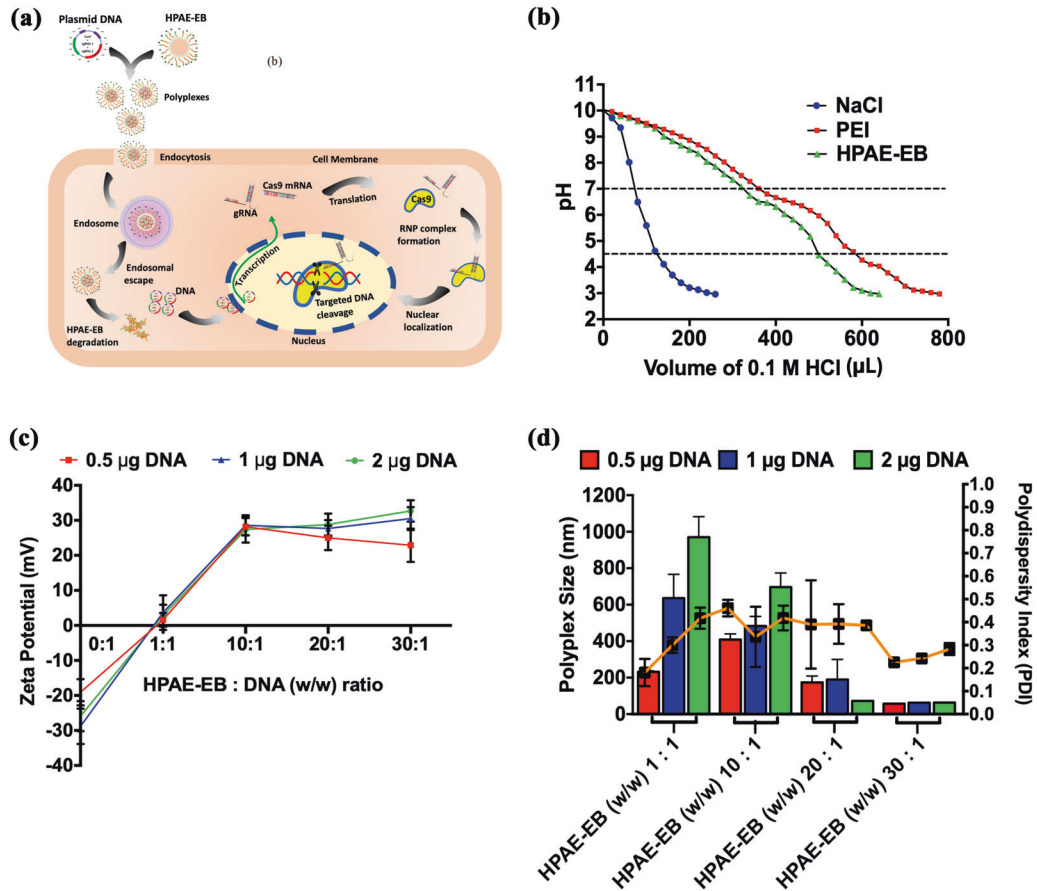 (a)
Plasmid DNA
HPAE-EB
Cas9
+
sgRNA 1
+
sgRNA 2
(b)
Polyplexes
Endocytosis
Cell Membrane
Cas9 mRNA
gRNA
Translation
Cas9
Endosome
RNP complex
formation
Transcription
Endosomal
escape
DNA
Targeted DNA
cleavage
Nuclear
localization
HPAE-EB
degradation
Nucleus
(b)
11
10
9
8
7
6
5
4
3
2
pH
NaCl
PEI
HPAE-EB
0
200
400
600
800
Volume of 0.1 M HCl (µL)
(c)
0.5 µg DNA
1 µg DNA
2 µg DNA
40
30
20
10
0
-10
-20
-30
-40
Zeta Potential (mV)
0:1
1:1
10:1
20:1
30:1
HPAE-EB : DNA (w/w) ratio
(d)
0.5 µg DNA
1 µg DNA
2 µg DNA
1200
1000
800
600
400
200
0
Polyplex Size (nm)
1.0
0.9
0.8
0.7
0.6
0.5
0.4
0.3
0.2
0.1
0.0
Polydispersity Index (PDI)
HPAE-EB (w/w) 1 : 1
HPAE-EB (w/w) 10 : 1
HPAE-EB (w/w) 20 : 1
HPAE-EB (w/w) 30 : 1